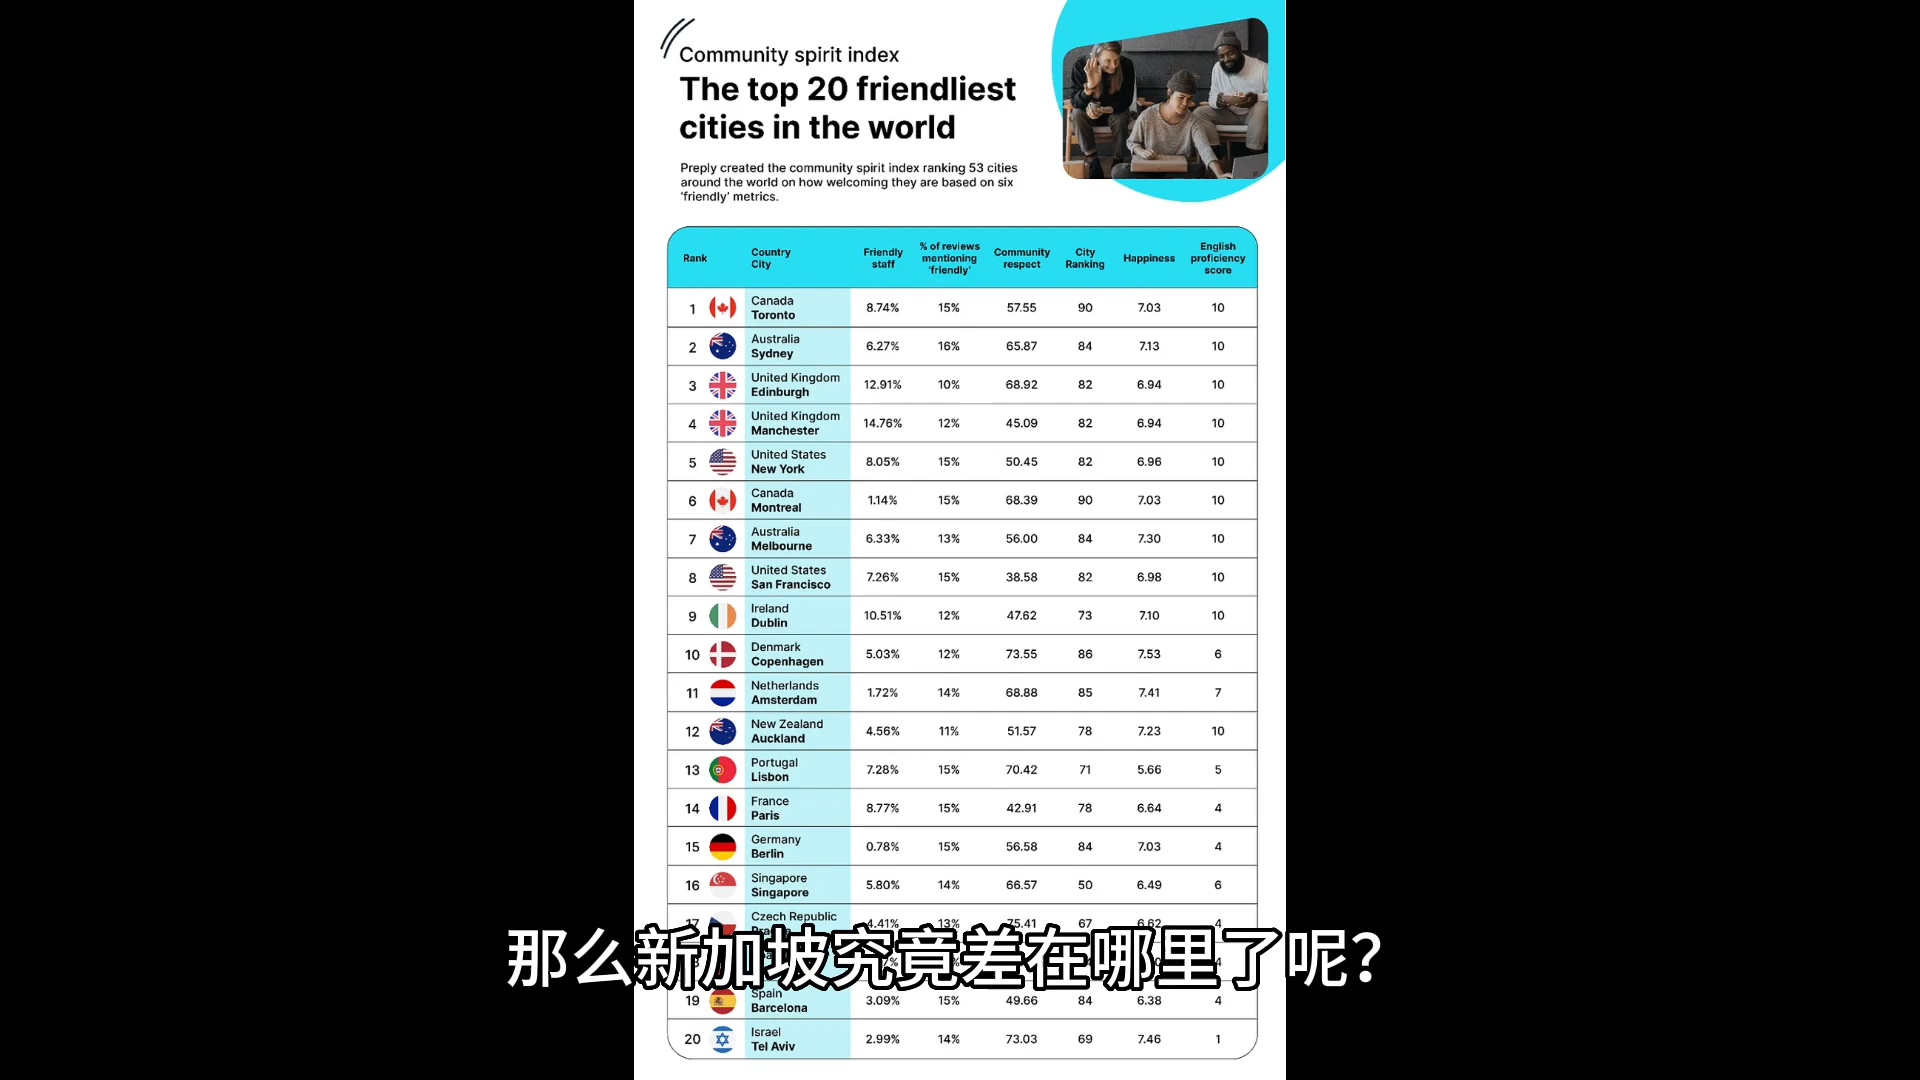 Community spirit index
The top 20 friendliest
cities in the world
Preply created the community spirit index ranking 53 cities
around the world on how welcoming they are based on six
‘friendly’ metrics.
Rank Country City Friendly staff % of reviews mentioning ‘friendly’ Community respect City Ranking Happiness English proficiency score
1 Canada Toronto 8.74% 15% 57.55 90 7.03 10
2 Australia Sydney 6.27% 16% 65.87 84 7.13 10
3 United Kingdom Edinburgh 12.91% 10% 68.92 82 6.94 10
4 United Kingdom Manchester 14.76% 12% 45.09 82 6.94 10
5 United States New York 8.05% 15% 50.45 82 6.96 10
6 Canada Montreal 1.14% 15% 68.39 90 7.03 10
7 Australia Melbourne 6.33% 13% 56.00 84 7.30 10
8 United States San Francisco 7.26% 15% 38.58 82 6.98 10
9 Ireland Dublin 10.51% 12% 47.62 73 7.10 10
10 Denmark Copenhagen 5.03% 12% 73.55 86 7.53 6
11 Netherlands Amsterdam 1.72% 14% 68.88 85 7.41 7
12 New Zealand Auckland 4.56% 11% 51.57 78 7.23 10
13 Portugal Lisbon 7.28% 15% 70.42 71 5.66 5
14 France Paris 8.77% 15% 42.91 78 6.64 4
15 Germany Berlin 0.78% 15% 56.58 84 7.03 4
16 Singapore Singapore 5.80% 14% 66.57 50 6.49 6
17 Czech Republic 4.41% 13% 75.41 67 6.62 4
那么新加坡究竟差在哪里了呢？
19 Spain Barcelona 3.09% 15% 49.66 84 6.38 4
20 Israel Tel Aviv 2.99% 14% 73.03 69 7.46 1